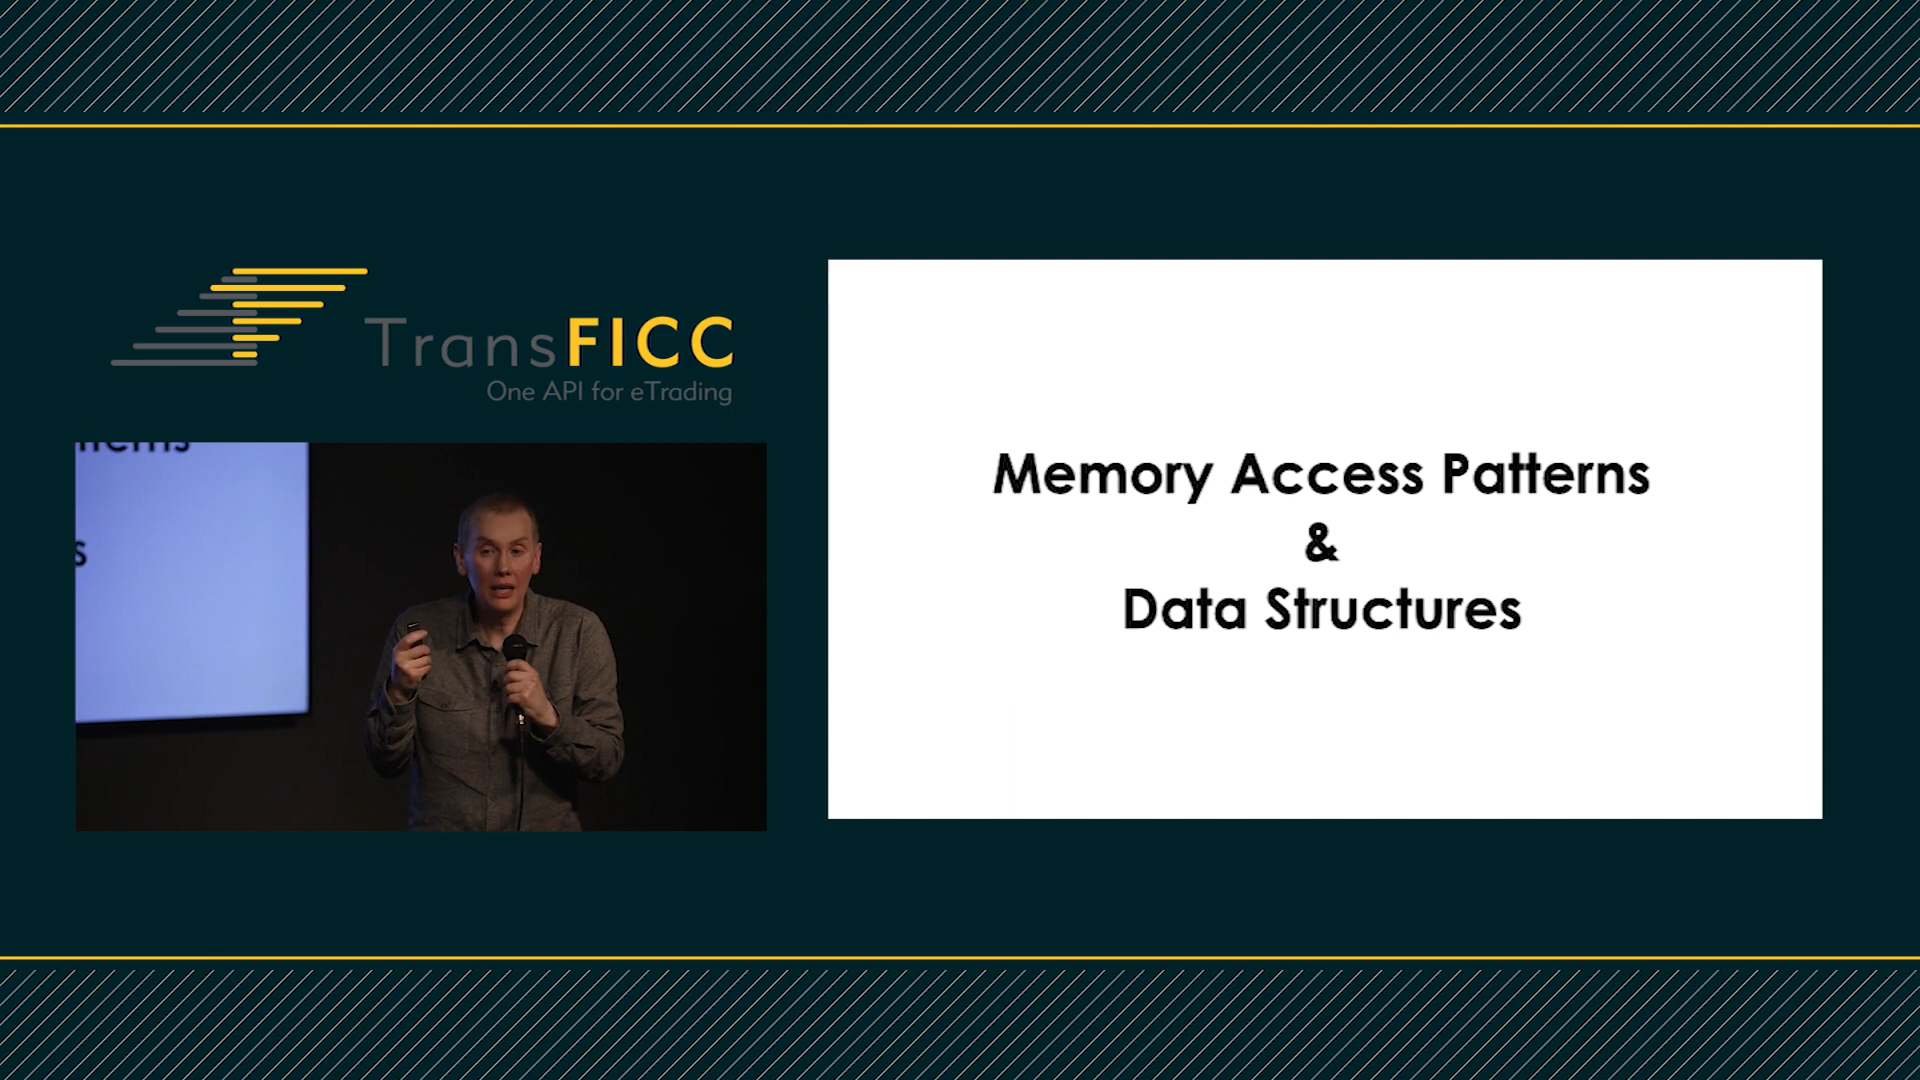 TransFICC
One API for eTrading
Memory Access Patterns
&
Data Structures